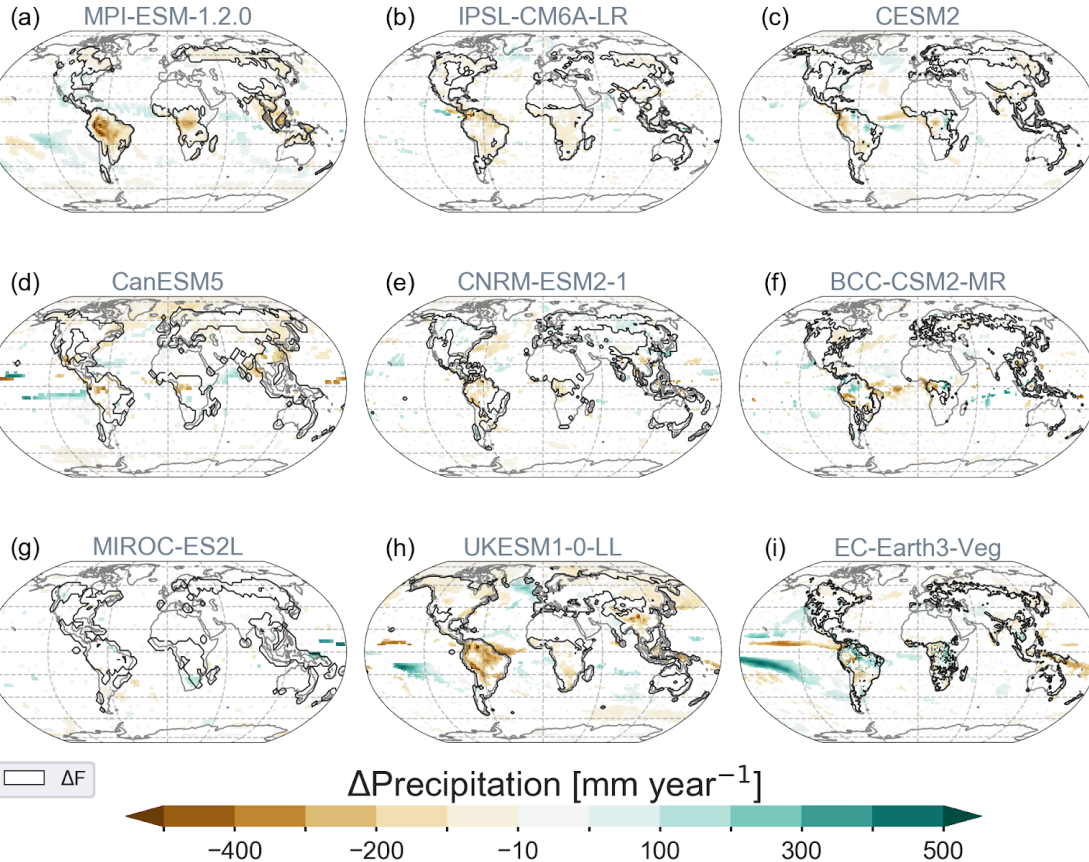 (a) MPI-ESM-1.2.0
(b) IPSL-CM6A-LR
(c) CESM2
(d) CanESM5
(e) CNRM-ESM2-1
(f) BCC-CSM2-MR
(g) MIROC-ES2L
(h) UKESM1-0-LL
(i) EC-Earth3-Veg
ΔF
ΔPrecipitation [mm year⁻¹]
−400 −200 −10 100 300 500